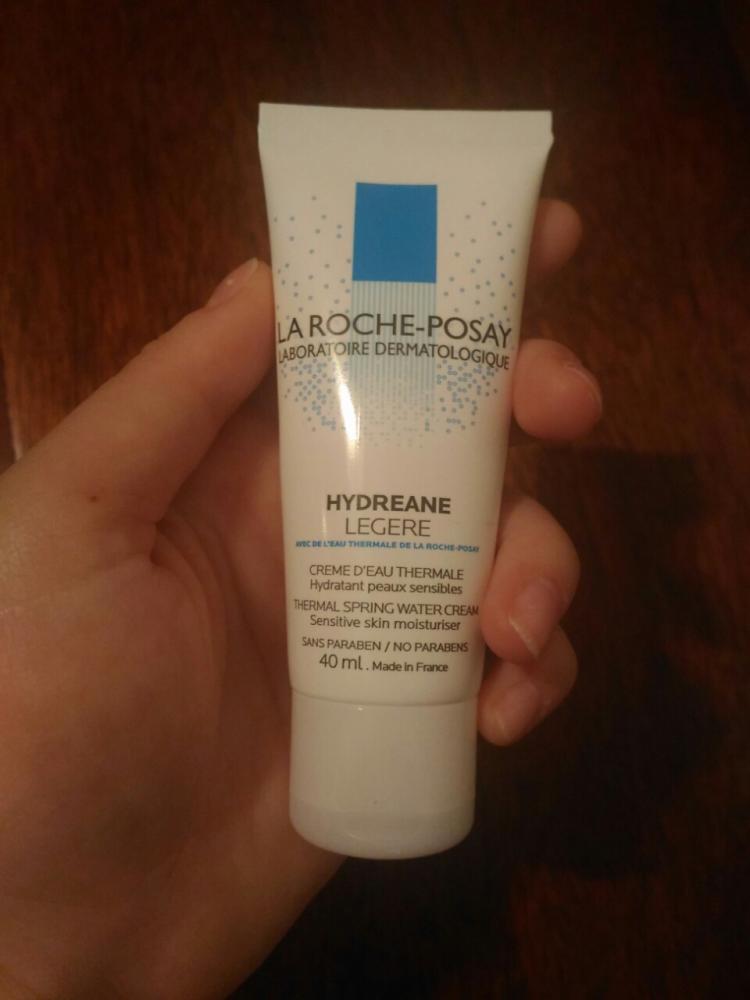 LA ROCHE-POSAY
LABORATOIRE DERMATOLOGIQUE
HYDREANE
LEGERE
AVEC DE L'EAU THERMALE DE LA ROCHE-POSAY
CREME D'EAU THERMALE
Hydratant peaux sensibles
THERMAL SPRING WATER CREAM
Sensitive skin moisturiser
SANS PARABEN / NO PARABENS
40 ml . Made in France